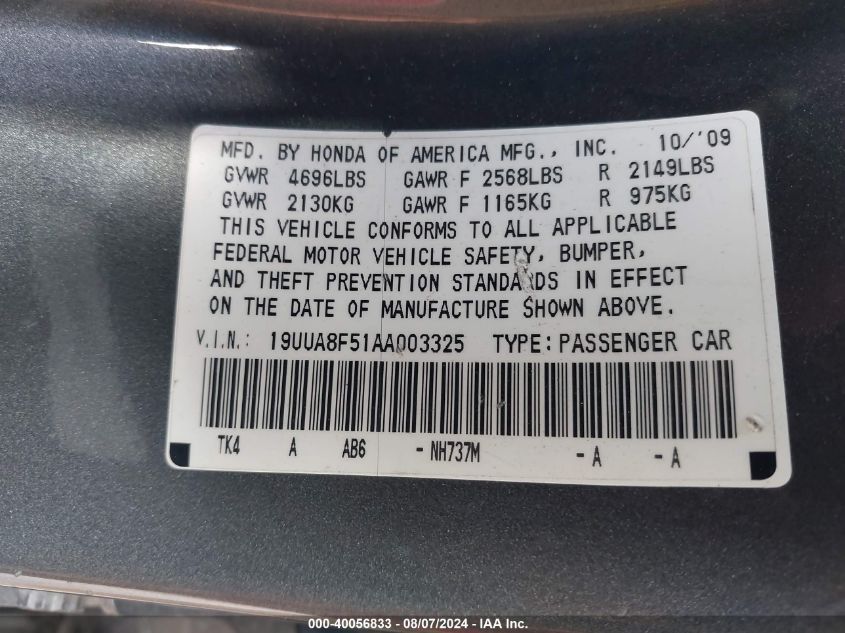 MFD. BY HONDA OF AMERICA MFG., INC. 10/'09
GVWR 4696LBS GAWR F 2568LBS R 2149LBS
GVWR 2130KG GAWR F 1165KG R 975KG
THIS VEHICLE CONFORMS TO ALL APPLICABLE
FEDERAL MOTOR VEHICLE SAFETY, BUMPER,
AND THEFT PREVENTION STANDARDS IN EFFECT
ON THE DATE OF MANUFACTURE SHOWN ABOVE.
V.I.N.: 19UUA8F51AA003325 TYPE: PASSENGER CAR
TK4 A AB6 - NH737M - A - A
000-40056833 - 08/07/2024 - IAA Inc.